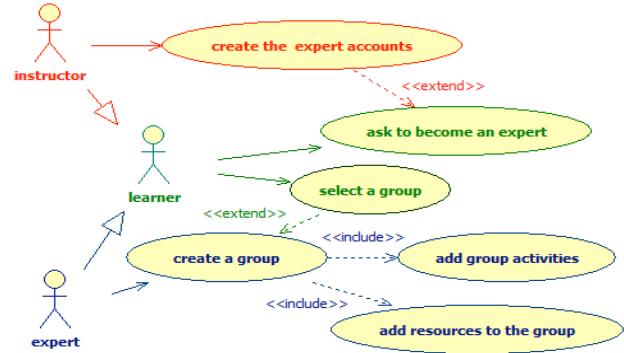 create the expert accounts
instructor
<<extend>>
ask to become an expert
learner
select a group
<<extend>>
<<include>>
create a group
add group activities
<<include>>
add resources to the group
expert